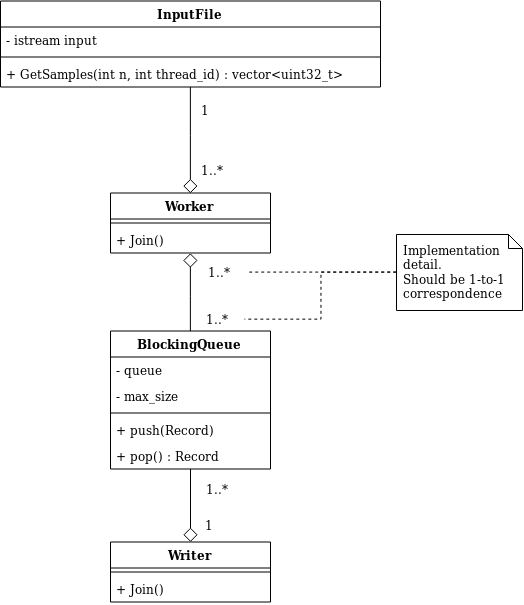 InputFile
- istream input
+ GetSamples(int n, int thread_id) : vector<uint32_t>
1
1..*
Worker
+ Join()
1..*
Implementation
detail.
Should be 1-to-1
correspondence
1..*
BlockingQueue
- queue
- max_size
+ push(Record)
+ pop() : Record
1..*
1
Writer
+ Join()